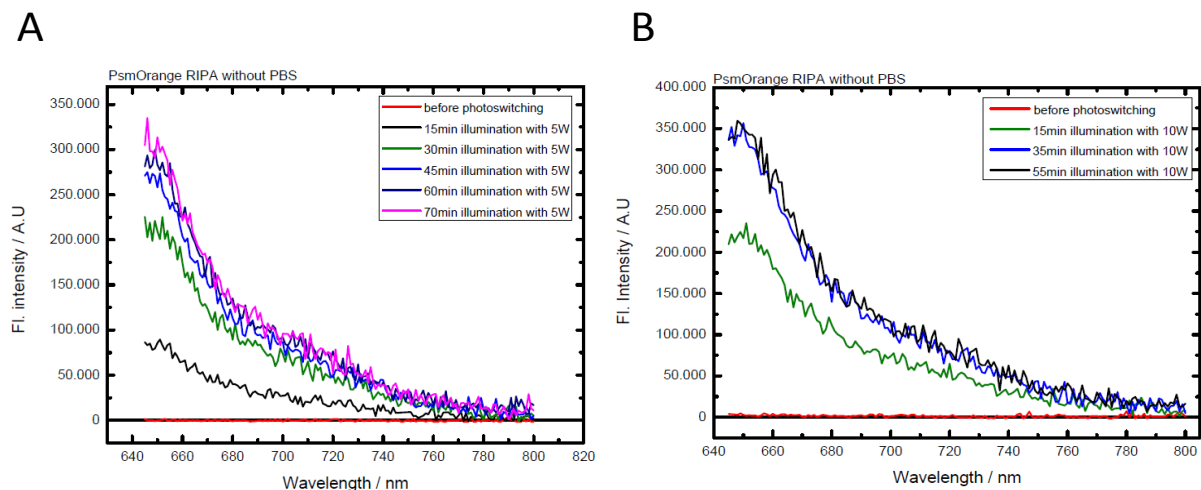 A
PsmOrange RIPA without PBS
350.000
300.000
250.000
200.000
150.000
100.000
50.000
0
Fl. intensity / A.U
before photoswitching
15min illumination with 5W
30min illumination with 5W
45min illumination with 5W
60min illumination with 5W
70min illumination with 5W
640 660 680 700 720 740 760 780 800 820
Wavelength / nm
B
PsmOrange RIPA without PBS
400.000
350.000
300.000
250.000
200.000
150.000
100.000
50.000
0
Fl. Intensity / A.U
before photoswitching
15min illumination with 10W
35min illumination with 10W
55min illumination with 10W
640 660 680 700 720 740 760 780 800
Wavelength / nm